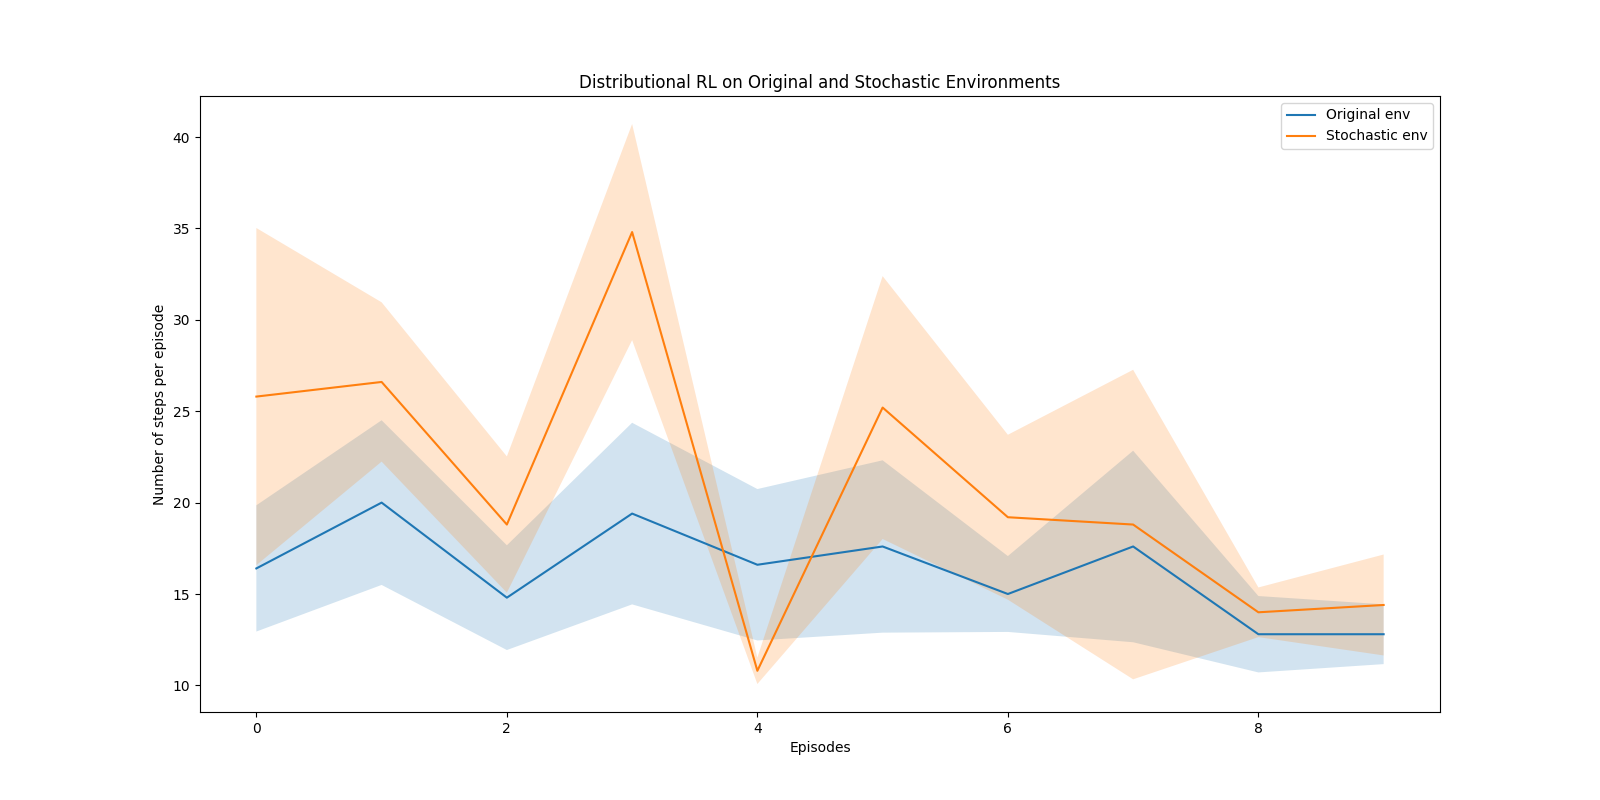 Distributional RL on Original and Stochastic Environments
Original env
Stochastic env
Number of steps per episode
40
35
30
25
20
15
10
0
2
4
6
8
Episodes